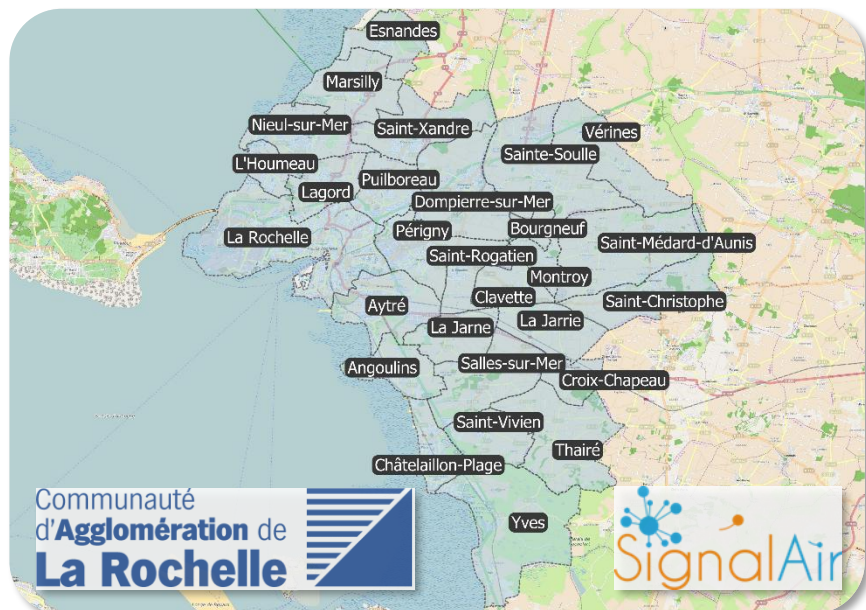 Esnandes
Marsilly
Nieul-sur-Mer
Saint-Xandre
Vérines
Sainte-Soulle
L'Houmeau
Puilboreau
Lagord
Dompierre-sur-Mer
La Rochelle
Périgny
Bourgneuf
Saint-Médard-d'Aunis
Saint-Rogatien
Montroy
Clavette
Saint-Christophe
Aytré
La Jarne
La Jarrie
Angoulins
Salles-sur-Mer
Croix-Chapeau
Saint-Vivien
Thairé
Châtelaillon-Plage
Yves
Communauté
d'Agglomération de
La Rochelle
SignalAir